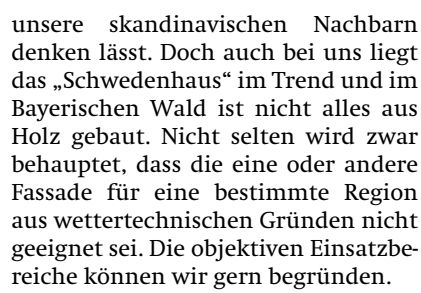 unsere skandinavischen Nachbarn
denken lässt. Doch auch bei uns liegt
das „Schwedenhaus“ im Trend und im
Bayerischen Wald ist nicht alles aus
Holz gebaut. Nicht selten wird zwar
behauptet, dass die eine oder andere
Fassade für eine bestimmte Region
aus wettertechnischen Gründen nicht
geeignet sei. Die objektiven Einsatzbe-
reiche können wir gern begründen.